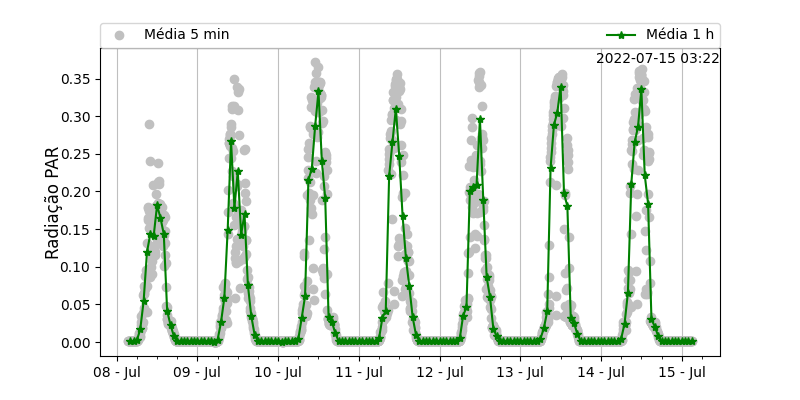 Média 5 min
Média 1 h
2022-07-15 03:22
Radiação PAR
0.35
0.30
0.25
0.20
0.15
0.10
0.05
0.00
08 - Jul
09 - Jul
10 - Jul
11 - Jul
12 - Jul
13 - Jul
14 - Jul
15 - Jul